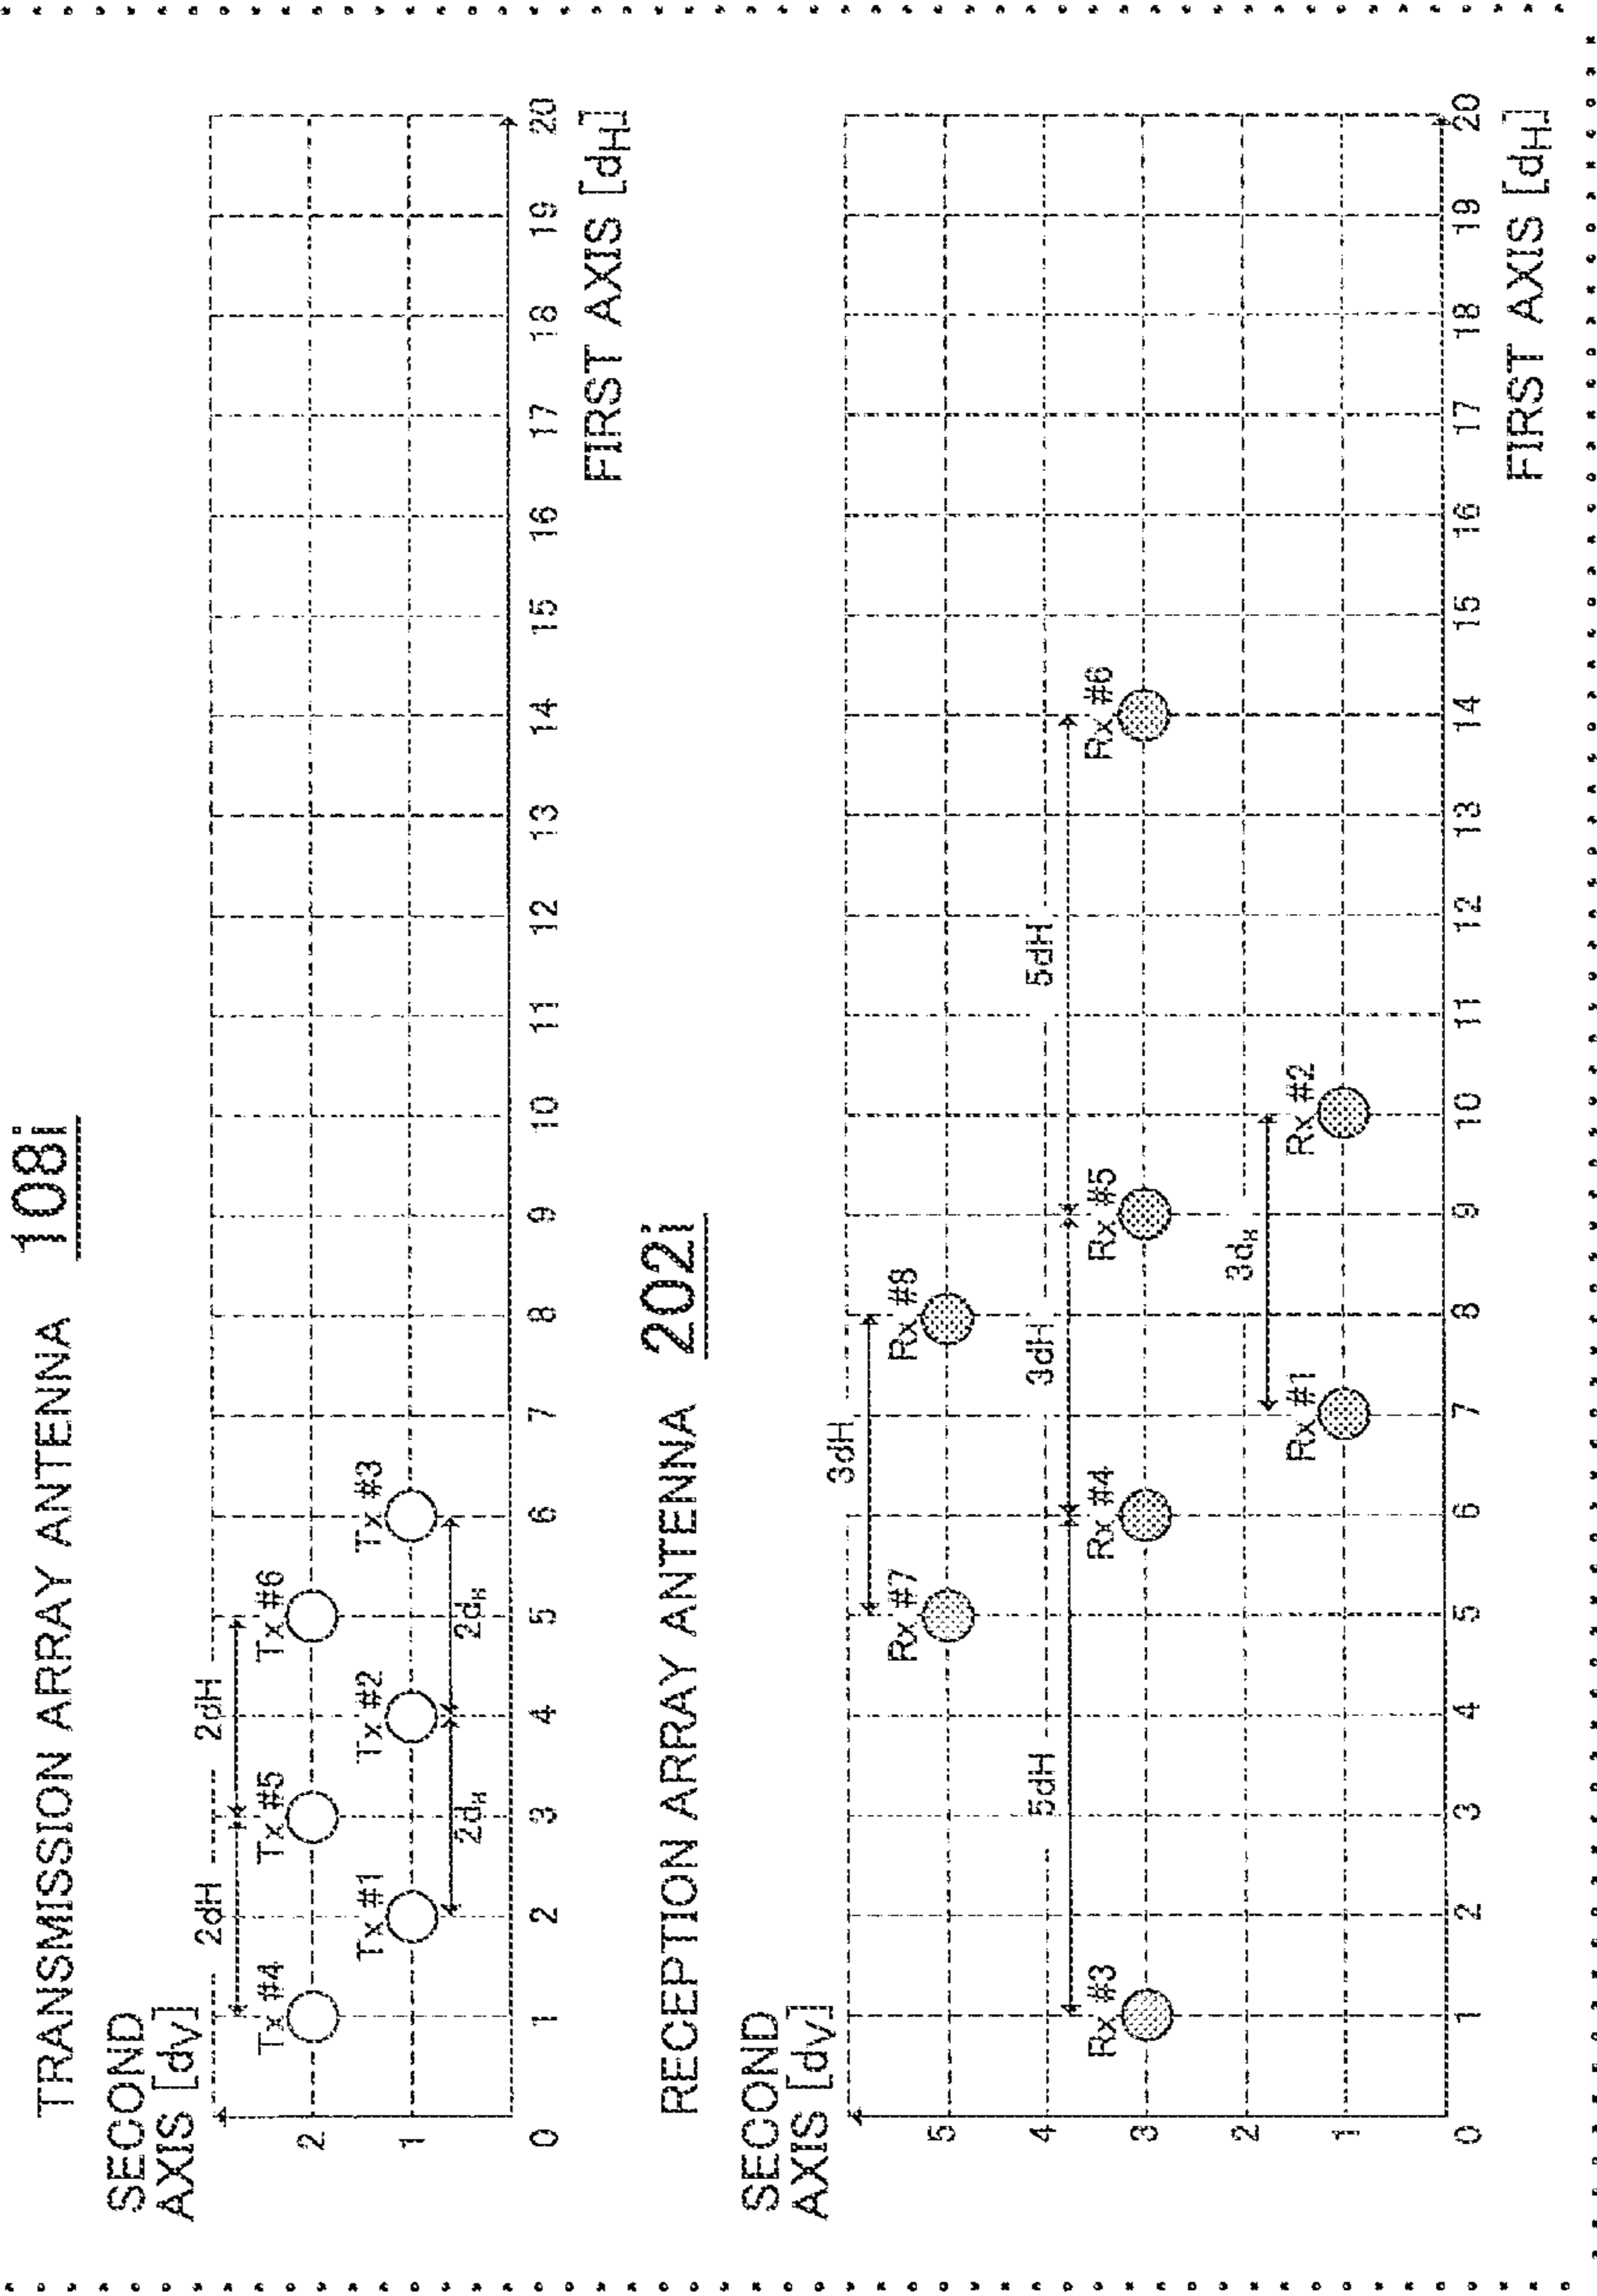 TRANSMISSION ARRAY ANTENNA 108i
SECOND
AXIS [dv]
2dH 2dH
Tx #4 Tx #5 Tx #6
2
Tx #1 Tx #2 Tx #3
1
2dH 2dH
0 1 2 3 4 5 6 7 8 9 10 11 12 13 14 15 16 17 18 19 20
FIRST AXIS [dH]
RECEPTION ARRAY ANTENNA 202i
SECOND
AXIS [dv]
3dH
Rx #7 Rx #8
5
5dH 3dH 5dH
4
Rx #3 Rx #4 Rx #5 Rx #6
3
3dH
2
Rx #1 Rx #2
1
0 1 2 3 4 5 6 7 8 9 10 11 12 13 14 15 16 17 18 19 20
FIRST AXIS [dH]